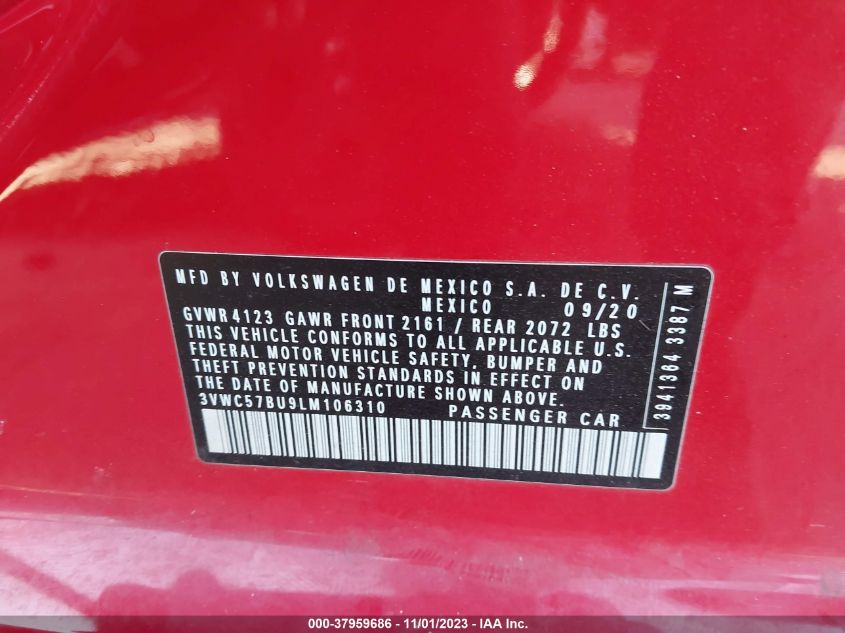 MFD BY VOLKSWAGEN DE MEXICO S.A. DE C.V.
MEXICO 09/20
GVWR 4123 GAWR FRONT 2161 / REAR 2072 LBS
THIS VEHICLE CONFORMS TO ALL APPLICABLE U.S.
FEDERAL MOTOR VEHICLE SAFETY, BUMPER AND
THEFT PREVENTION STANDARDS IN EFFECT ON
THE DATE OF MANUFACTURE SHOWN ABOVE.
3VWC57BU9LM106310 PASSENGER CAR
3941364 3387 M
000-37959686 - 11/01/2023 - IAA Inc.